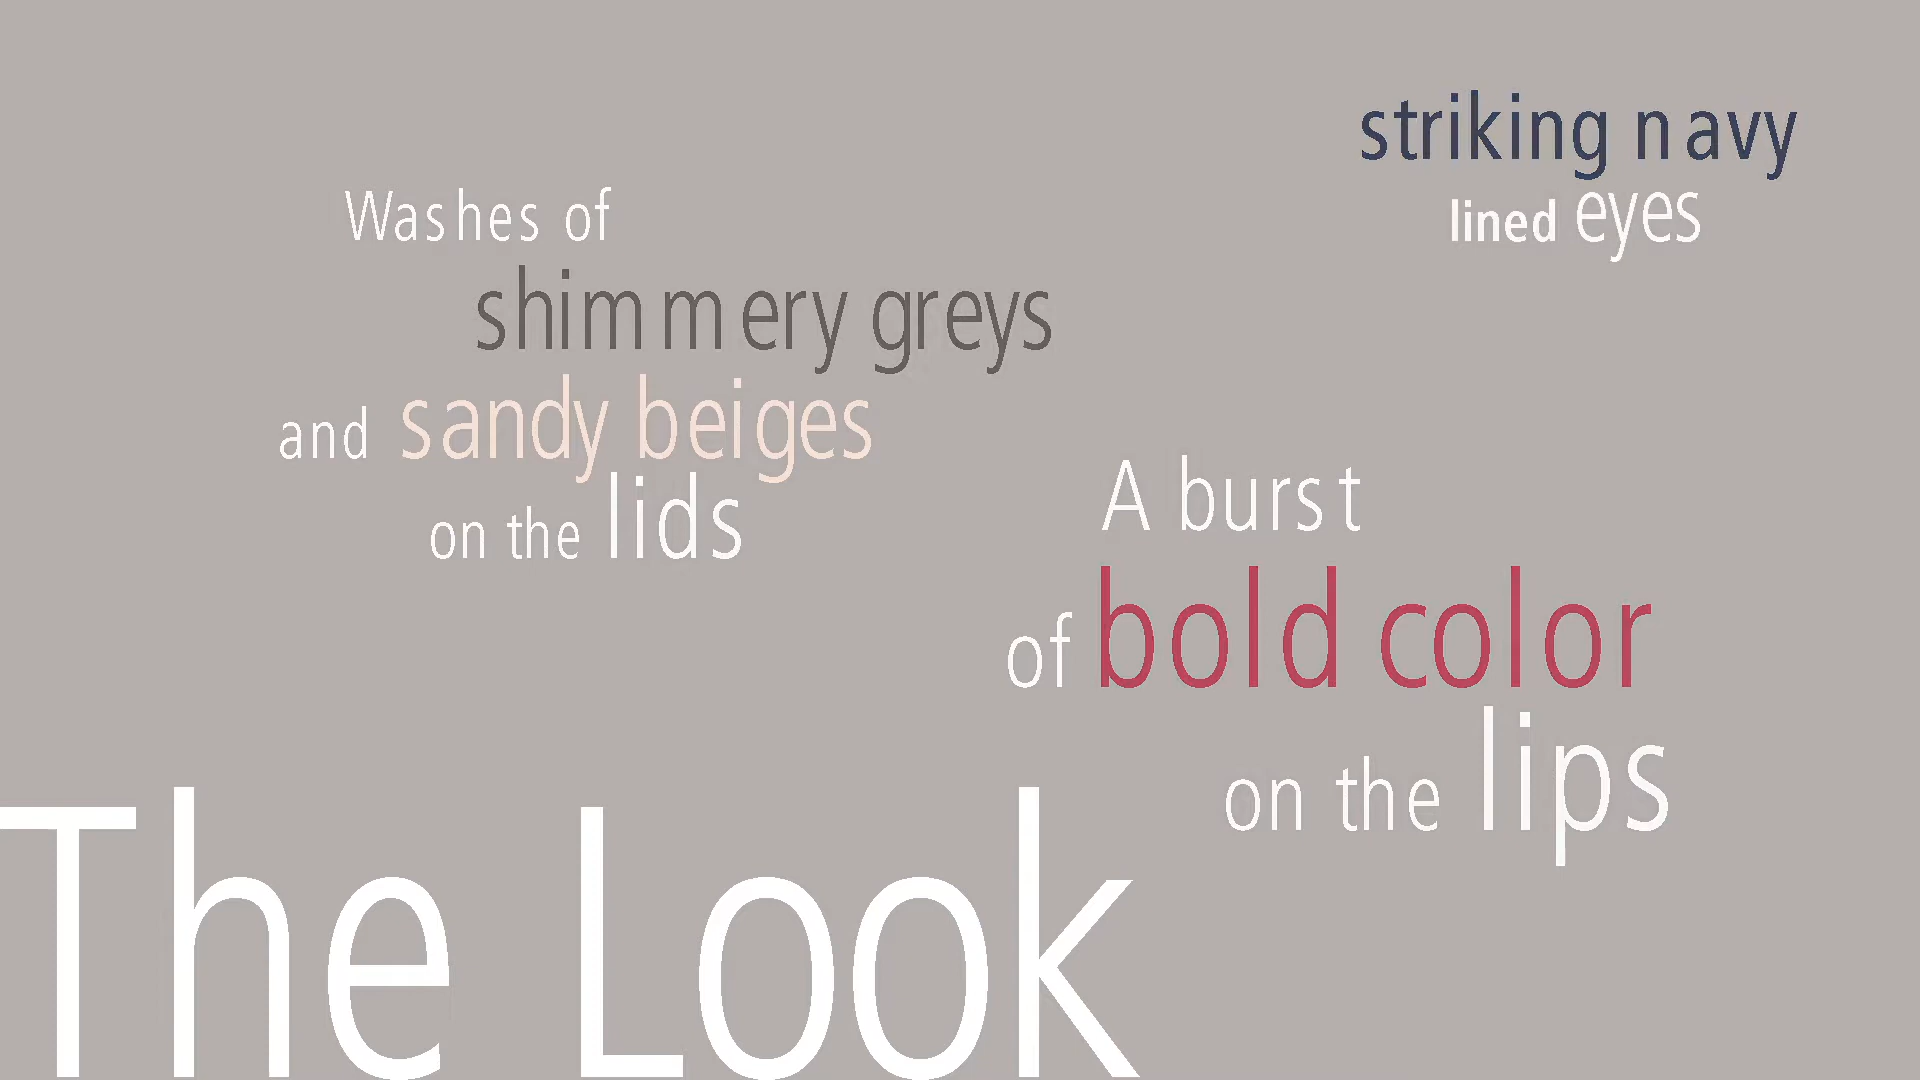 Washes of
shimmery greys
and sandy beiges
on the lids
striking navy
lined eyes
A burst
of bold color
on the lips
The Look